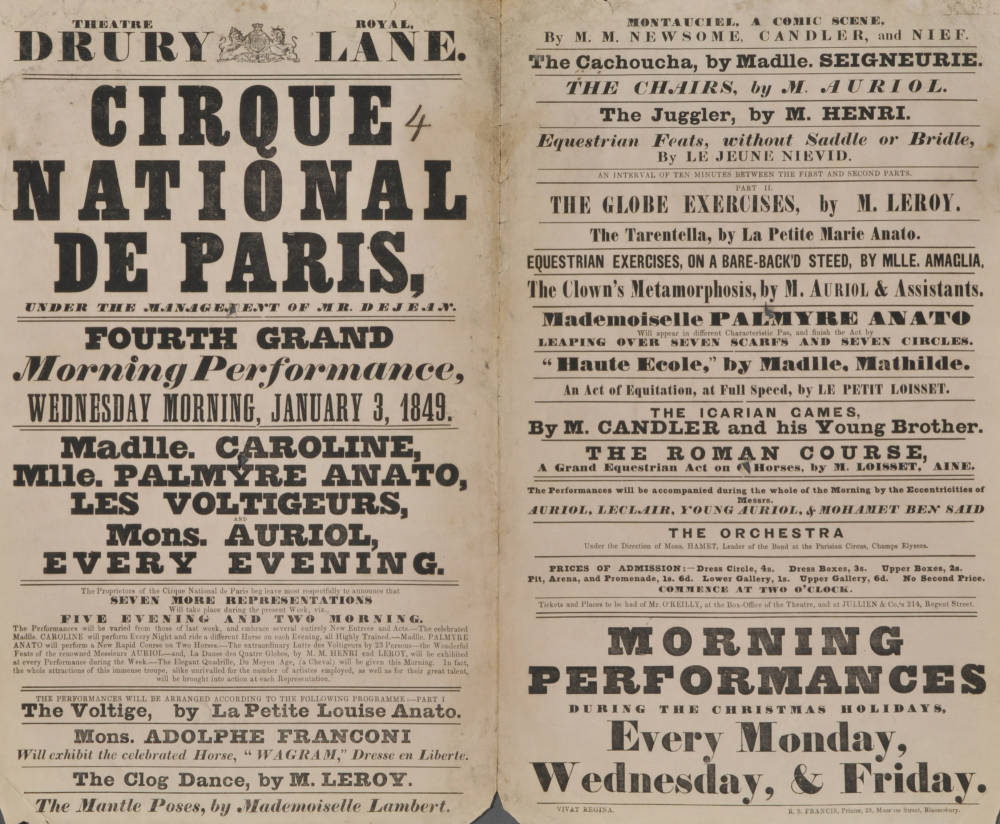 THEATRE ROYAL,
DRURY LANE.
CIRQUE 4
NATIONAL
DE PARIS,
UNDER THE MANAGEMENT OF MR. DEJEAN.
FOURTH GRAND
Morning Performance,
WEDNESDAY MORNING, JANUARY 3, 1849.
Madlle. CAROLINE,
Mlle. PALMYRE ANATO,
LES VOLTIGEURS,
AND
Mons. AURIOL,
EVERY EVENING.
The Proprietors of the Cirque National de Paris beg leave most respectfully to announce that
SEVEN MORE REPRESENTATIONS
Will take place during the present Week, viz.,
FIVE EVENING AND TWO MORNING.
The Performances will be varied from those of last week, and embrace several entirely New Entrees and Acts.—The celebrated
Madlle. CAROLINE will perform Every Night and ride a different Horse on each Evening, all Highly Trained.—Madlle. PALMYRE
ANATO will perform a New Rapid Course on Two Horses.—The extraordinary Lutte des Voltigeurs by 23 Persons—the Wonderful
Feats of the renowned Messieurs AURIOL—and, La Danse des Quatre Globes, by M. M. HENRI and LEROY, will be exhibited
at every Performance during the Week.—The Elegant Quadrille, Du Moyen Age, (a Cheval) will be given this Morning. In fact,
the whole attractions of this immense troupe, alike unrivalled for the number of artistes employed, as well as for their great talent,
will be brought into action at each Representation.
THE PERFORMANCES WILL BE ARRANGED ACCORDING TO THE FOLLOWING PROGRAMME—PART I
The Voltige, by La Petite Louise Anato.
Mons. ADOLPHE FRANCONI
Will exhibit the celebrated Horse, "WAGRAM," Dresse en Liberte.
The Clog Dance, by M. LEROY.
The Mantle Poses, by Mademoiselle Lambert.
MONTAUCIEL, A COMIC SCENE,
By M. M. NEWSOME, CANDLER, and NIEF.
The Cachoucha, by Madlle. SEIGNEURIE.
THE CHAIRS, by M. AURIOL.
The Juggler, by M. HENRI.
Equestrian Feats, without Saddle or Bridle,
By LE JEUNE NIEVID.
AN INTERVAL OF TEN MINUTES BETWEEN THE FIRST AND SECOND PARTS.
PART II.
THE GLOBE EXERCISES, by M. LEROY.
The Tarentella, by La Petite Marie Anato.
EQUESTRIAN EXERCISES, ON A BARE-BACK'D STEED, BY MLLE. AMAGLIA,
The Clown's Metamorphosis, by M. AURIOL & Assistants.
Mademoiselle PALMYRE ANATO
Will appear in different Characteristic Pas, and finish the Act by
LEAPING OVER SEVEN SCARFS AND SEVEN CIRCLES.
"Haute Ecole," by Madlle. Mathilde.
An Act of Equitation, at Full Speed, by LE PETIT LOISSET.
THE ICARIAN GAMES,
By M. CANDLER and his Young Brother.
THE ROMAN COURSE,
A Grand Equestrian Act on Horses, by M. LOISSET, AINE.
The Performances will be accompanied during the whole of the Morning by the Eccentricities of
Messrs.
AURIOL, LECLAIR, YOUNG AURIOL, & MOHAMET BEN SAID
THE ORCHESTRA
Under the Direction of Mons. HAMET, Leader of the Band at the Parisian Circus, Champs Elysees.
PRICES OF ADMISSION:—Dress Circle, 4s. Dress Boxes, 3s. Upper Boxes, 2s.
Pit, Arena, and Promenade, 1s. 6d. Lower Gallery, 1s. Upper Gallery, 6d. No Second Price.
COMMENCE AT TWO O'CLOCK.
Tickets and Places to be had of Mr. O'REILLY, at the Box-Office of the Theatre, and at JULLIEN & Co.'s 214, Regent Street.
MORNING
PERFORMANCES
DURING THE CHRISTMAS HOLIDAYS,
Every Monday,
Wednesday, & Friday.
VIVAT REGINA.
R. S. FRANCIS, Printer, Museum Street, Bloomsbury.